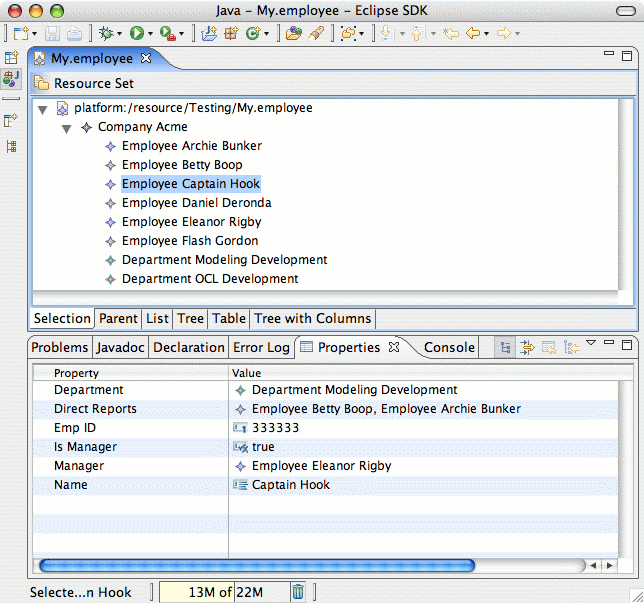 Java – My.employee – Eclipse SDK
My.employee
Resource Set
platform:/resource/Testing/My.employee
Company Acme
Employee Archie Bunker
Employee Betty Boop
Employee Captain Hook
Employee Daniel Deronda
Employee Eleanor Rigby
Employee Flash Gordon
Department Modeling Development
Department OCL Development
Selection Parent List Tree Table Tree with Columns
Problems Javadoc Declaration Error Log Properties Console
Property Value
Department Department Modeling Development
Direct Reports Employee Betty Boop, Employee Archie Bunker
Emp ID 333333
Is Manager true
Manager Employee Eleanor Rigby
Name Captain Hook
Selecte...n Hook 13M of 22M